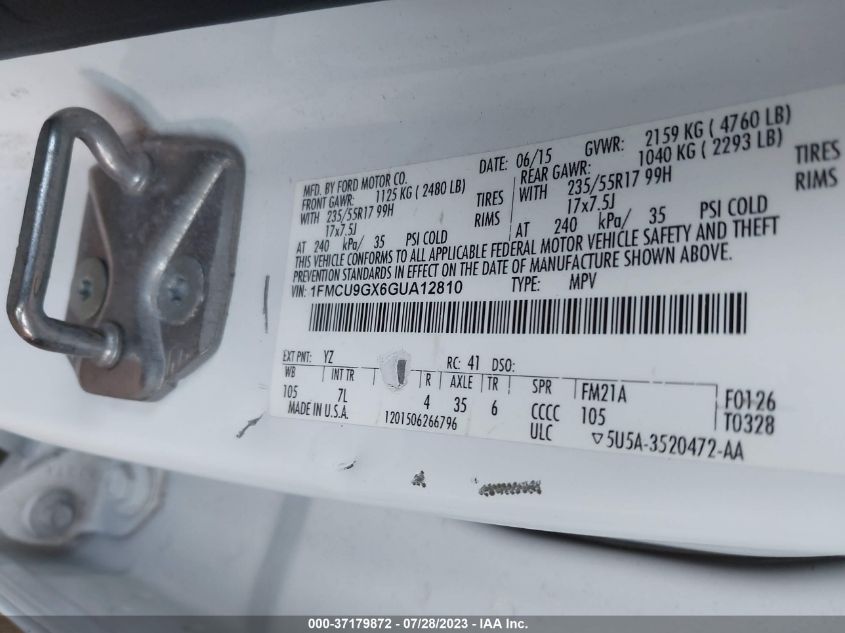 MFD. BY FORD MOTOR CO. DATE: 06/15 GVWR: 2159 KG ( 4760 LB)
FRONT GAWR: 1125 KG ( 2480 LB) REAR GAWR: 1040 KG ( 2293 LB)
WITH 235/55R17 99H TIRES WITH 235/55R17 99H TIRES
17x7.5J RIMS 17x7.5J RIMS
AT 240 kPa/ 35 PSI COLD AT 240 kPa/ 35 PSI COLD
THIS VEHICLE CONFORMS TO ALL APPLICABLE FEDERAL MOTOR VEHICLE SAFETY AND THEFT
PREVENTION STANDARDS IN EFFECT ON THE DATE OF MANUFACTURE SHOWN ABOVE.
VIN: 1FMCU9GX6GUA12810 TYPE: MPV
EXT PNT: YZ RC: 41 DSO:
WB INT TR R AXLE TR SPR FM21A F0126
105 7L 4 35 6 CCCC 105 T0328
MADE IN U.S.A. 1201506266796 ULC ▽5U5A-3520472-AA
000-37179872 / 07/28/2023 - IAA Inc.